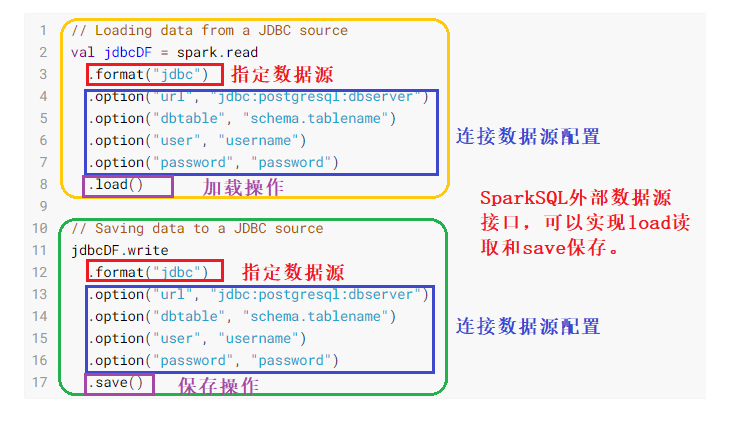 1 // Loading data from a JDBC source
2 val jdbcDF = spark.read
3 .format("jdbc") 指定数据源
4 .option("url", "jdbc:postgresql:dbserver")
5 .option("dbtable", "schema.tablename")
6 .option("user", "username") 连接数据源配置
7 .option("password", "password")
8 .load() 加载操作
9
10 // Saving data to a JDBC source
11 jdbcDF.write
12 .format("jdbc") 指定数据源
13 .option("url", "jdbc:postgresql:dbserver")
14 .option("dbtable", "schema.tablename")
15 .option("user", "username") 连接数据源配置
16 .option("password", "password")
17 .save() 保存操作
SparkSQL外部数据源
接口，可以实现load读
取和save保存。